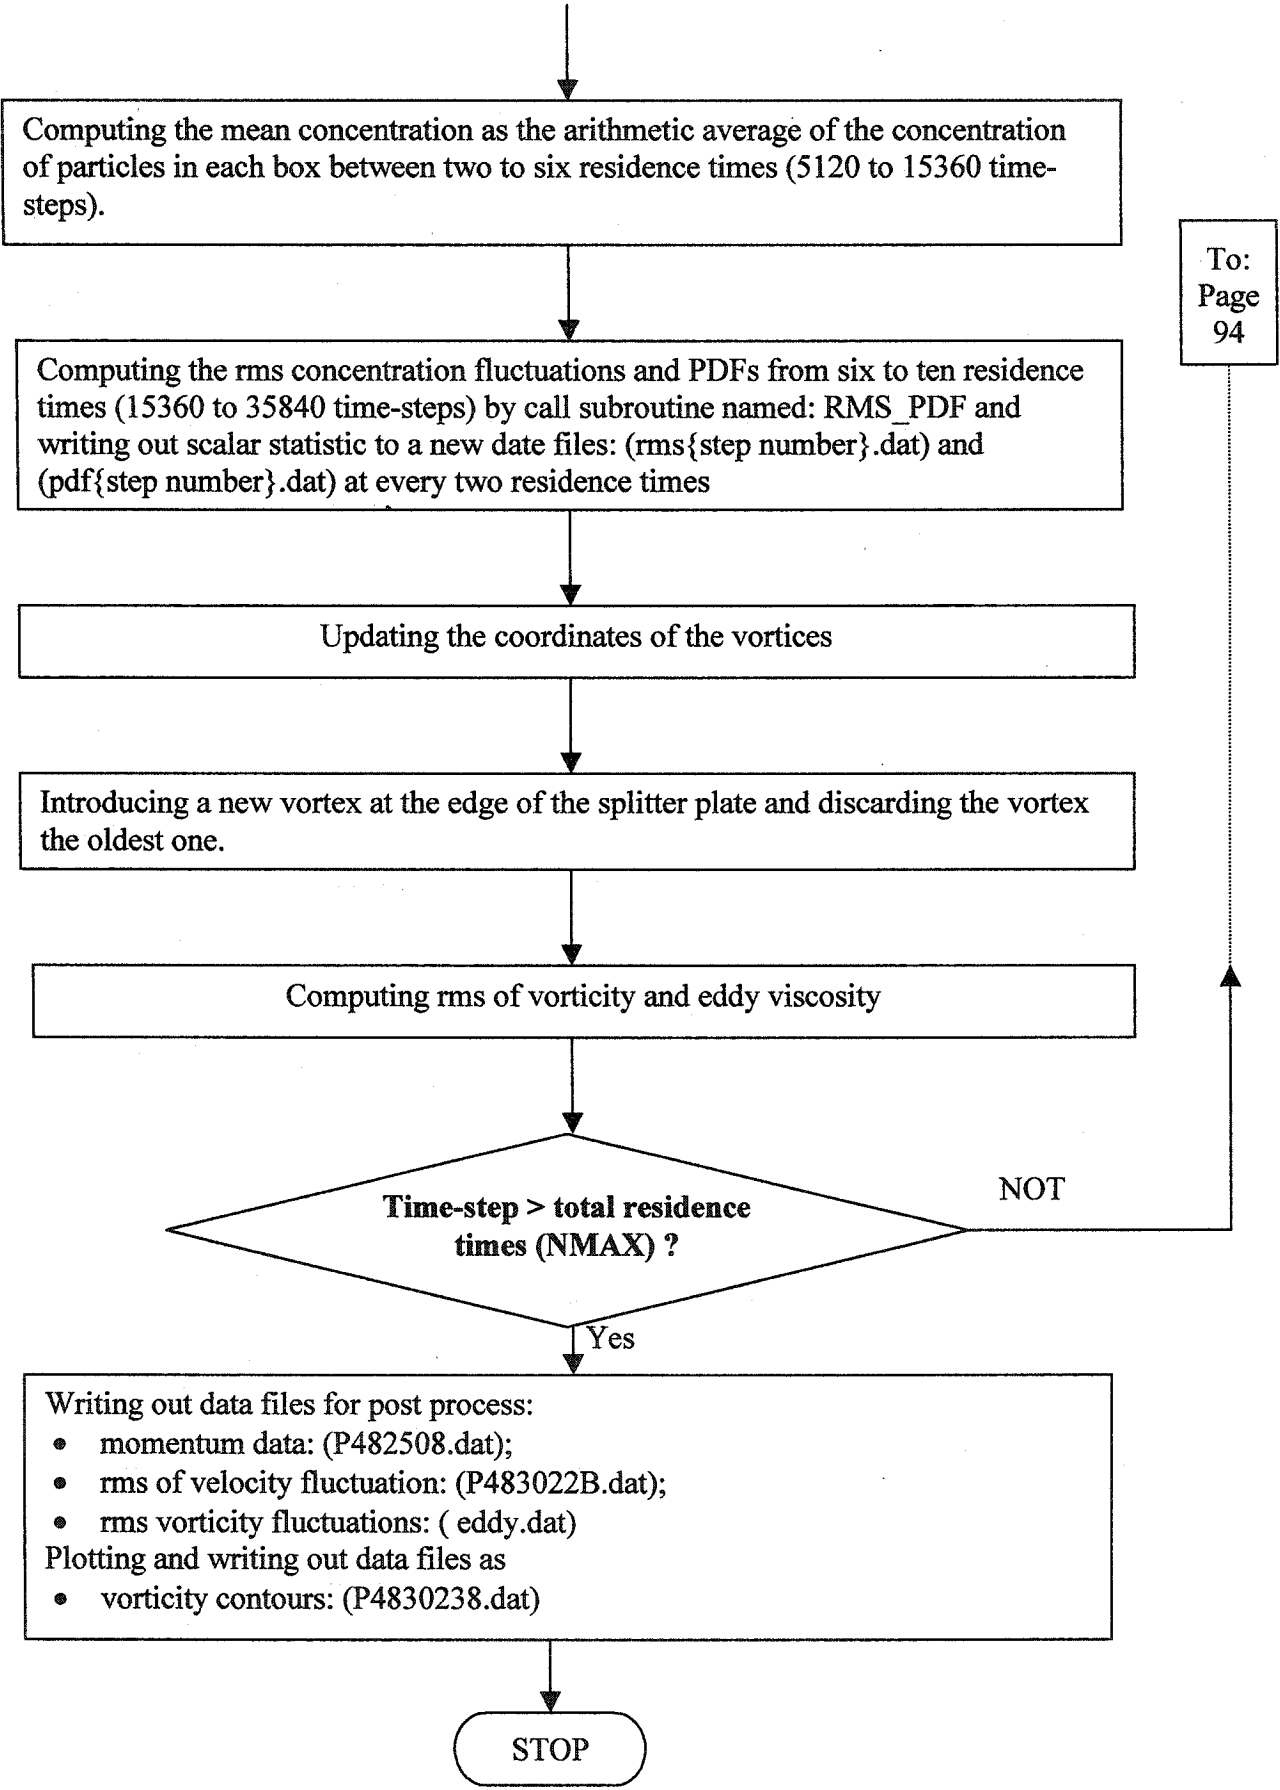 Computing the mean concentration as the arithmetic average of the concentration
of particles in each box between two to six residence times (5120 to 15360 time-
steps).
To:
Page
94
Computing the rms concentration fluctuations and PDFs from six to ten residence
times (15360 to 35840 time-steps) by call subroutine named: RMS_PDF and
writing out scalar statistic to a new date files: (rms{step number}.dat) and
(pdf{step number}.dat) at every two residence times
Updating the coordinates of the vortices
Introducing a new vortex at the edge of the splitter plate and discarding the vortex
the oldest one.
Computing rms of vorticity and eddy viscosity
Time-step > total residence
times (NMAX) ?
NOT
Yes
Writing out data files for post process:
• momentum data: (P482508.dat);
• rms of velocity fluctuation: (P483022B.dat);
• rms vorticity fluctuations: ( eddy.dat)
Plotting and writing out data files as
• vorticity contours: (P4830238.dat)
STOP